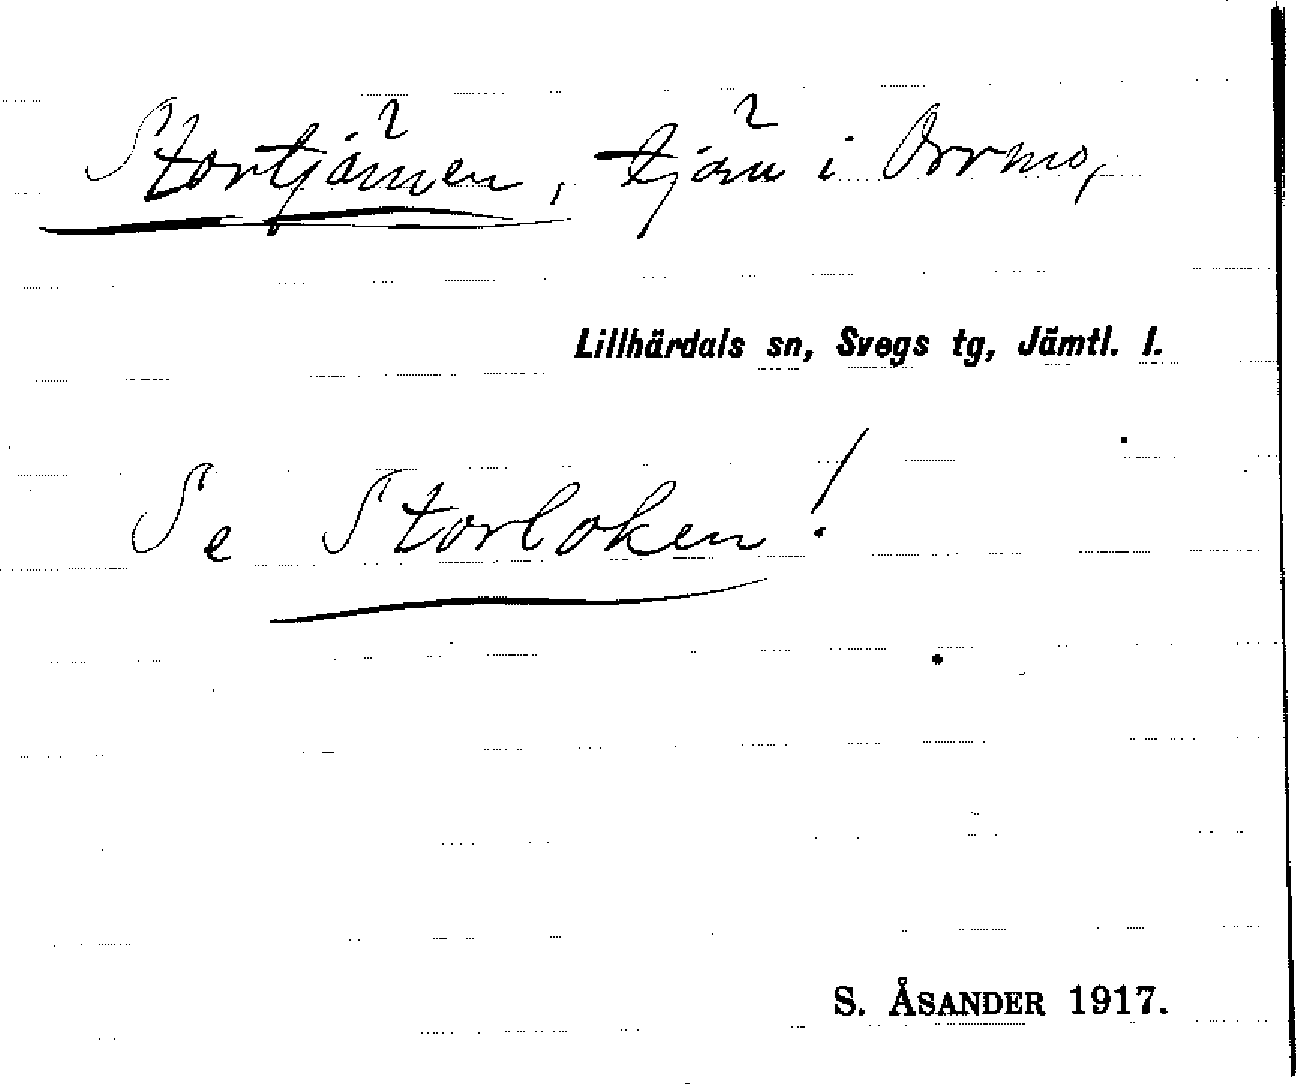 Stortjärnen, tjärn i Orrmo,
Lillhärdals sn, Svegs tg, Jämtl. l.
Se Storloken!
S. ÅSANDER 1917.